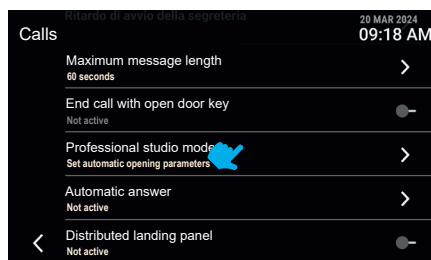 Ritardo di avvio della segreteria
20 MAR 2024
Calls
09:18 AM
Maximum message length
60 seconds
End call with open door key
Not active
Professional studio mode
Set automatic opening parameters
Automatic answer
Not active
Distributed landing panel
Not active